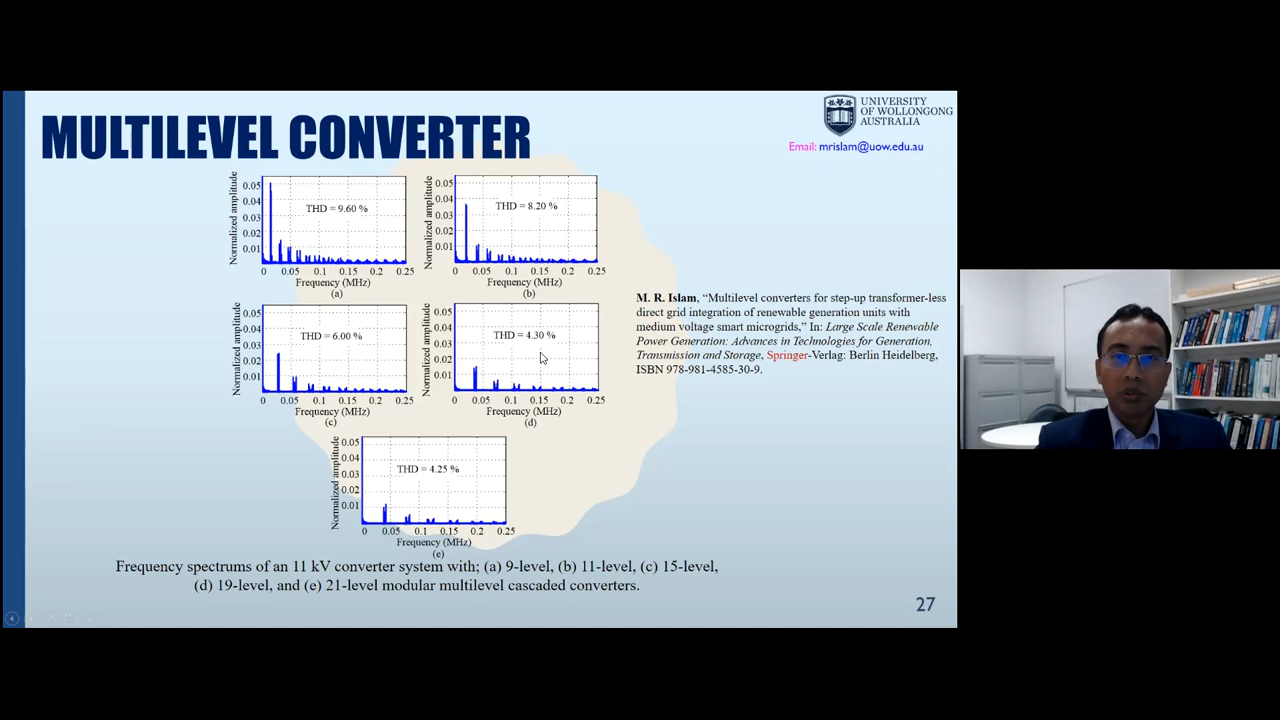 MULTILEVEL CONVERTER
UNIVERSITY
OF WOLLONGONG
AUSTRALIA
Email: mrislam@uow.edu.au
Normalized amplitude
0.05
0.04
0.03
0.02
0.01
THD = 9.60 %
0 0.05 0.1 0.15 0.2 0.25
Frequency (MHz)
(a)
Normalized amplitude
0.05
0.04
0.03
0.02
0.01
THD = 8.20 %
0 0.05 0.1 0.15 0.2 0.25
Frequency (MHz)
(b)
Normalized amplitude
0.05
0.04
0.03
0.02
0.01
THD = 6.00 %
0 0.05 0.1 0.15 0.2 0.25
Frequency (MHz)
(c)
Normalized amplitude
0.05
0.04
0.03
0.02
0.01
THD = 4.30 %
0 0.05 0.1 0.15 0.2 0.25
Frequency (MHz)
(d)
Normalized amplitude
0.05
0.04
0.03
0.02
0.01
THD = 4.25 %
0 0.05 0.1 0.15 0.2 0.25
Frequency (MHz)
(e)
M. R. Islam, “Multilevel converters for step-up transformer-less
direct grid integration of renewable generation units with
medium voltage smart microgrids,” In: Large Scale Renewable
Power Generation: Advances in Technologies for Generation,
Transmission and Storage, Springer-Verlag: Berlin Heidelberg,
ISBN 978-981-4585-30-9.
Frequency spectrums of an 11 kV converter system with; (a) 9-level, (b) 11-level, (c) 15-level,
(d) 19-level, and (e) 21-level modular multilevel cascaded converters.
27